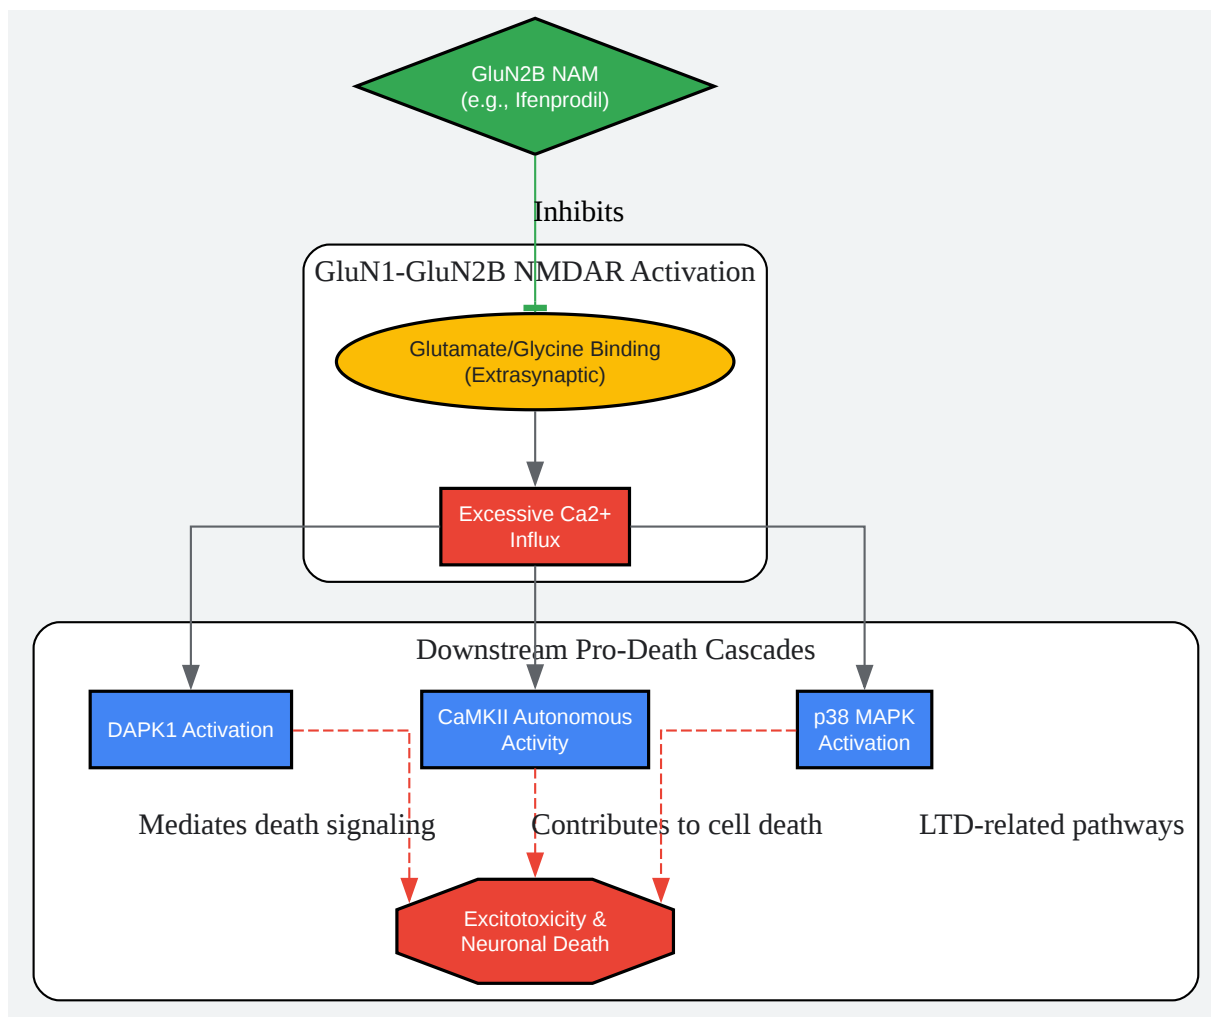 GluN2B NAM
(e.g., Ifenprodil)
Inhibits
GluN1-GluN2B NMDAR Activation
Glutamate/Glycine Binding
(Extrasynaptic)
Excessive Ca2+
Influx
Downstream Pro-Death Cascades
DAPK1 Activation
CaMKII Autonomous
Activity
p38 MAPK
Activation
Mediates death signaling
Contributes to cell death
LTD-related pathways
Excitotoxicity &
Neuronal Death